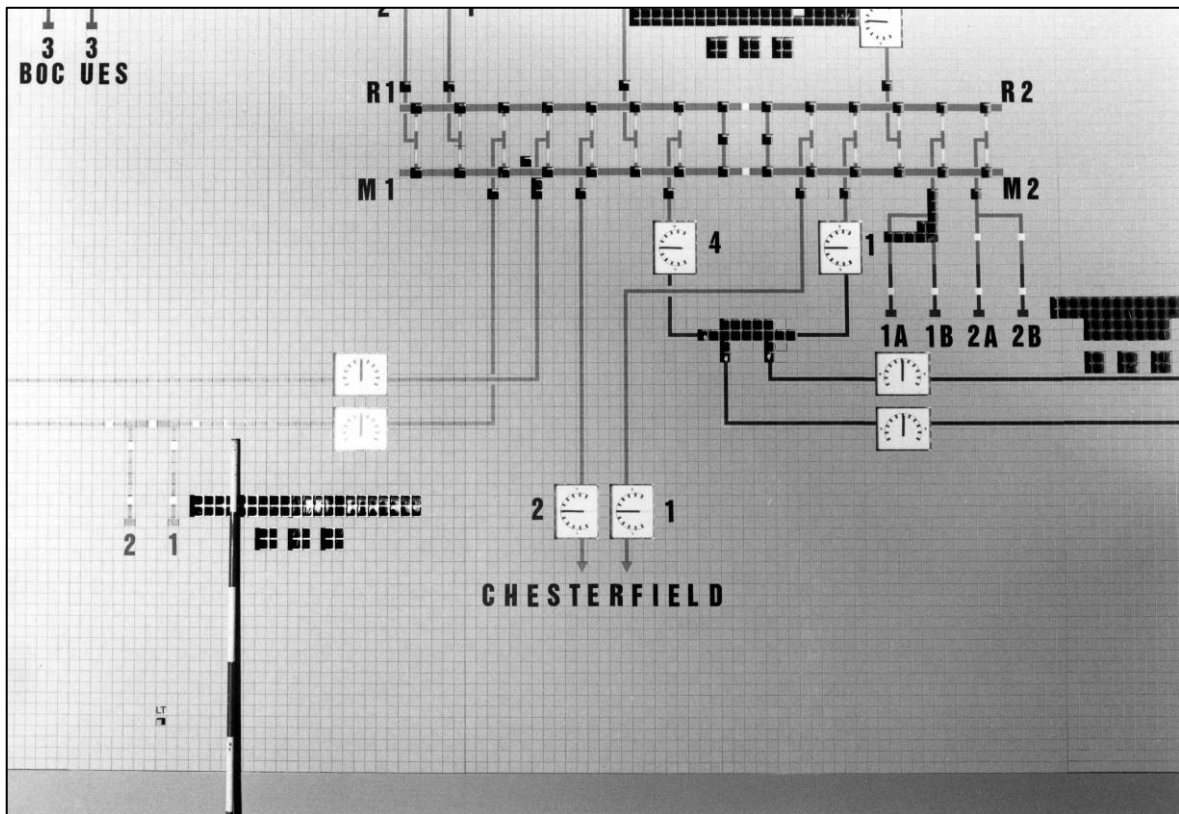 3 3
BOC UES
R1 R2
M1 M2
4 1
1A 1B 2A 2B
2 1
2 1
CHESTERFIELD
LT